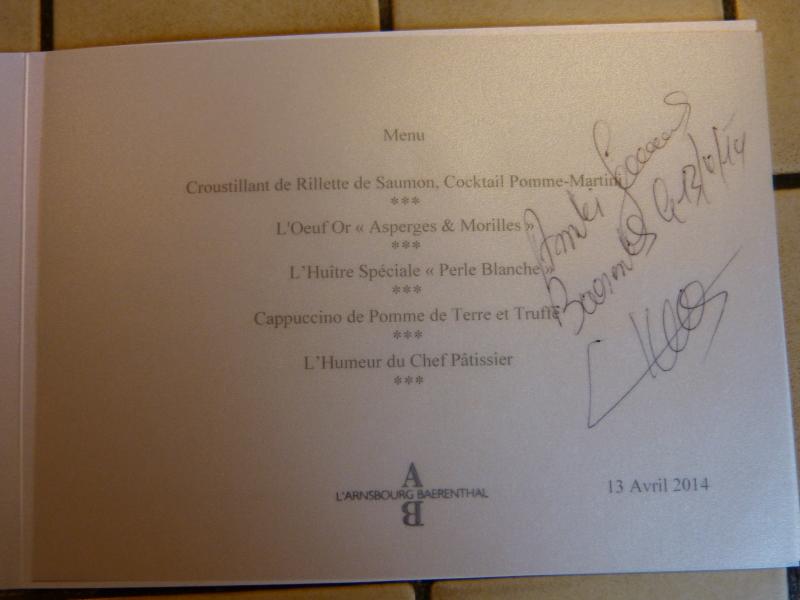 Menu
Croustillant de Rillette de Saumon, Cocktail Pomme-Martini
***
L'Oeuf Or « Asperges & Morilles »
***
L'Huître Spéciale « Perle Blanche »
***
Cappuccino de Pomme de Terre et Truffe
***
L'Humeur du Chef Pâtissier
***
A
L'ARNSBOURG BAERENTHAL
B
13 Avril 2014